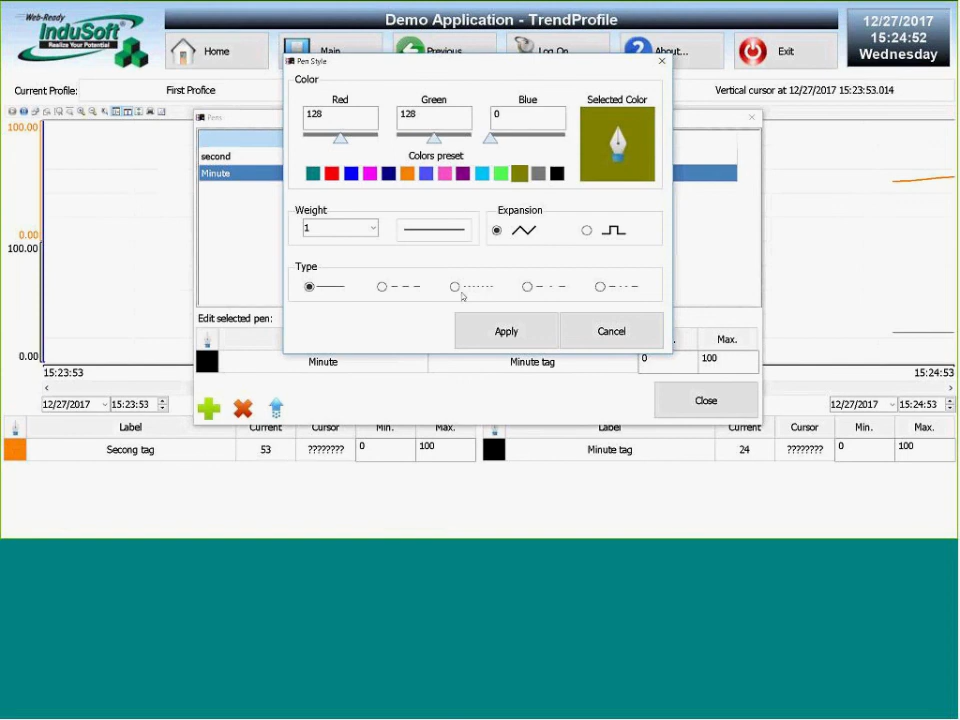 Web-Ready
InduSoft
Realize Your Potential
Demo Application - TrendProfile
Home
Main
Previous
Log On
About...
Exit
12/27/2017
15:24:52
Wednesday
Current Profile:
First Profice
Vertical cursor at 12/27/2017 15:23:53.014
Pen Style
Color
Red
Green
Blue
Selected Color
128
128
0
Colors preset
Weight
1
Expansion
Type
Apply
Cancel
Pens
second
Minute
Edit selected pen:
Max.
Minute
Minute tag
0
100
Close
100.00
0.00
100.00
0.00
15:23:53
15:24:53
12/27/2017 15:23:53
12/27/2017 15:24:53
Label Current Cursor Min. Max. Label Current Cursor Min. Max.
Secong tag 53 ???????? 0 100 Minute tag 24 ???????? 0 100